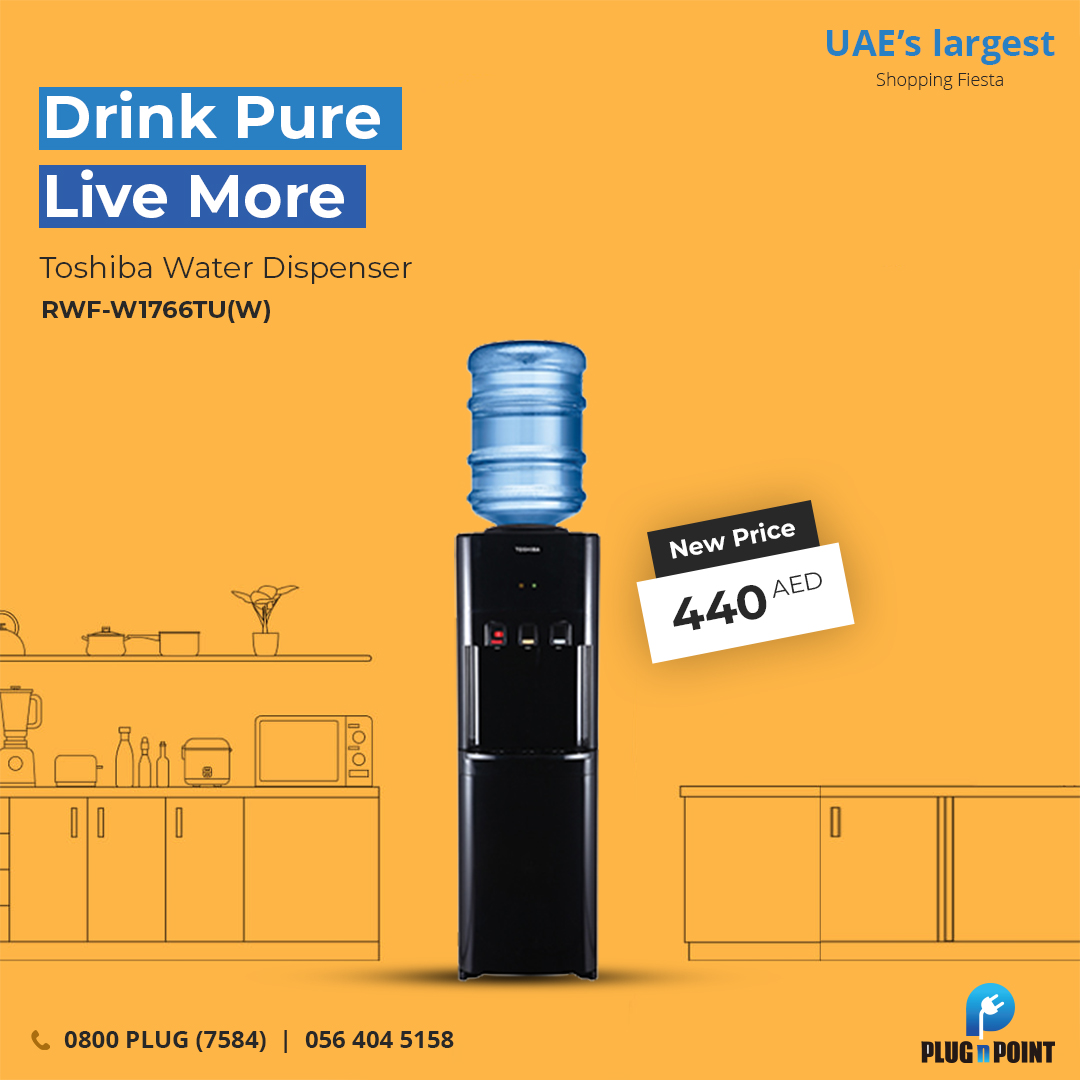 UAE's largest
Shopping Fiesta
Drink Pure
Live More
Toshiba Water Dispenser
RWF-W1766TU(W)
TOSHIBA
New Price
440 AED
0800 PLUG (7584) | 056 404 5158
PLUG n POINT